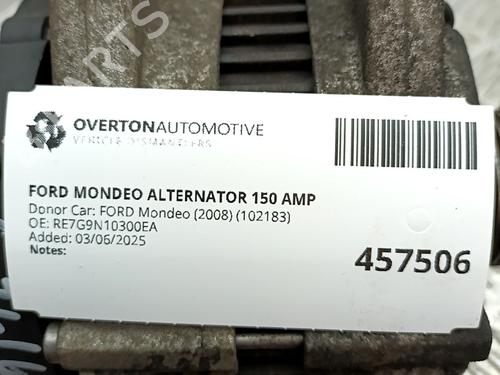 PARTS
OVERTONAUTOMOTIVE
VEHICLE DISMANTLERS
FORD MONDEO ALTERNATOR 150 AMP
Donor Car: FORD Mondeo (2008) (102183)
OE: RE7G9N10300EA
Added: 03/06/2025
Notes:
457506